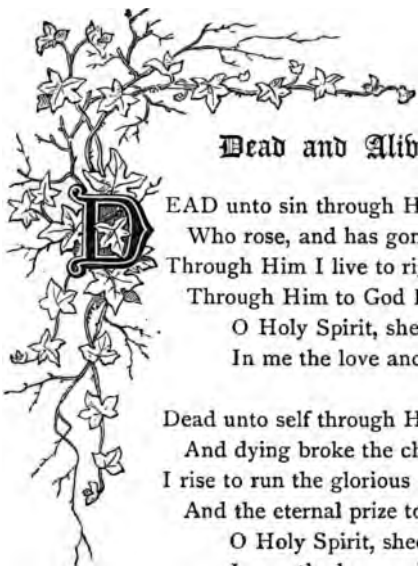 Dead and Aliv
DEAD unto sin through H
Who rose, and has gon
Through Him I live to ri
Through Him to God I
O Holy Spirit, she
In me the love and
Dead unto self through H
And dying broke the ch
I rise to run the glorious
And the eternal prize to
O Holy Spirit, she